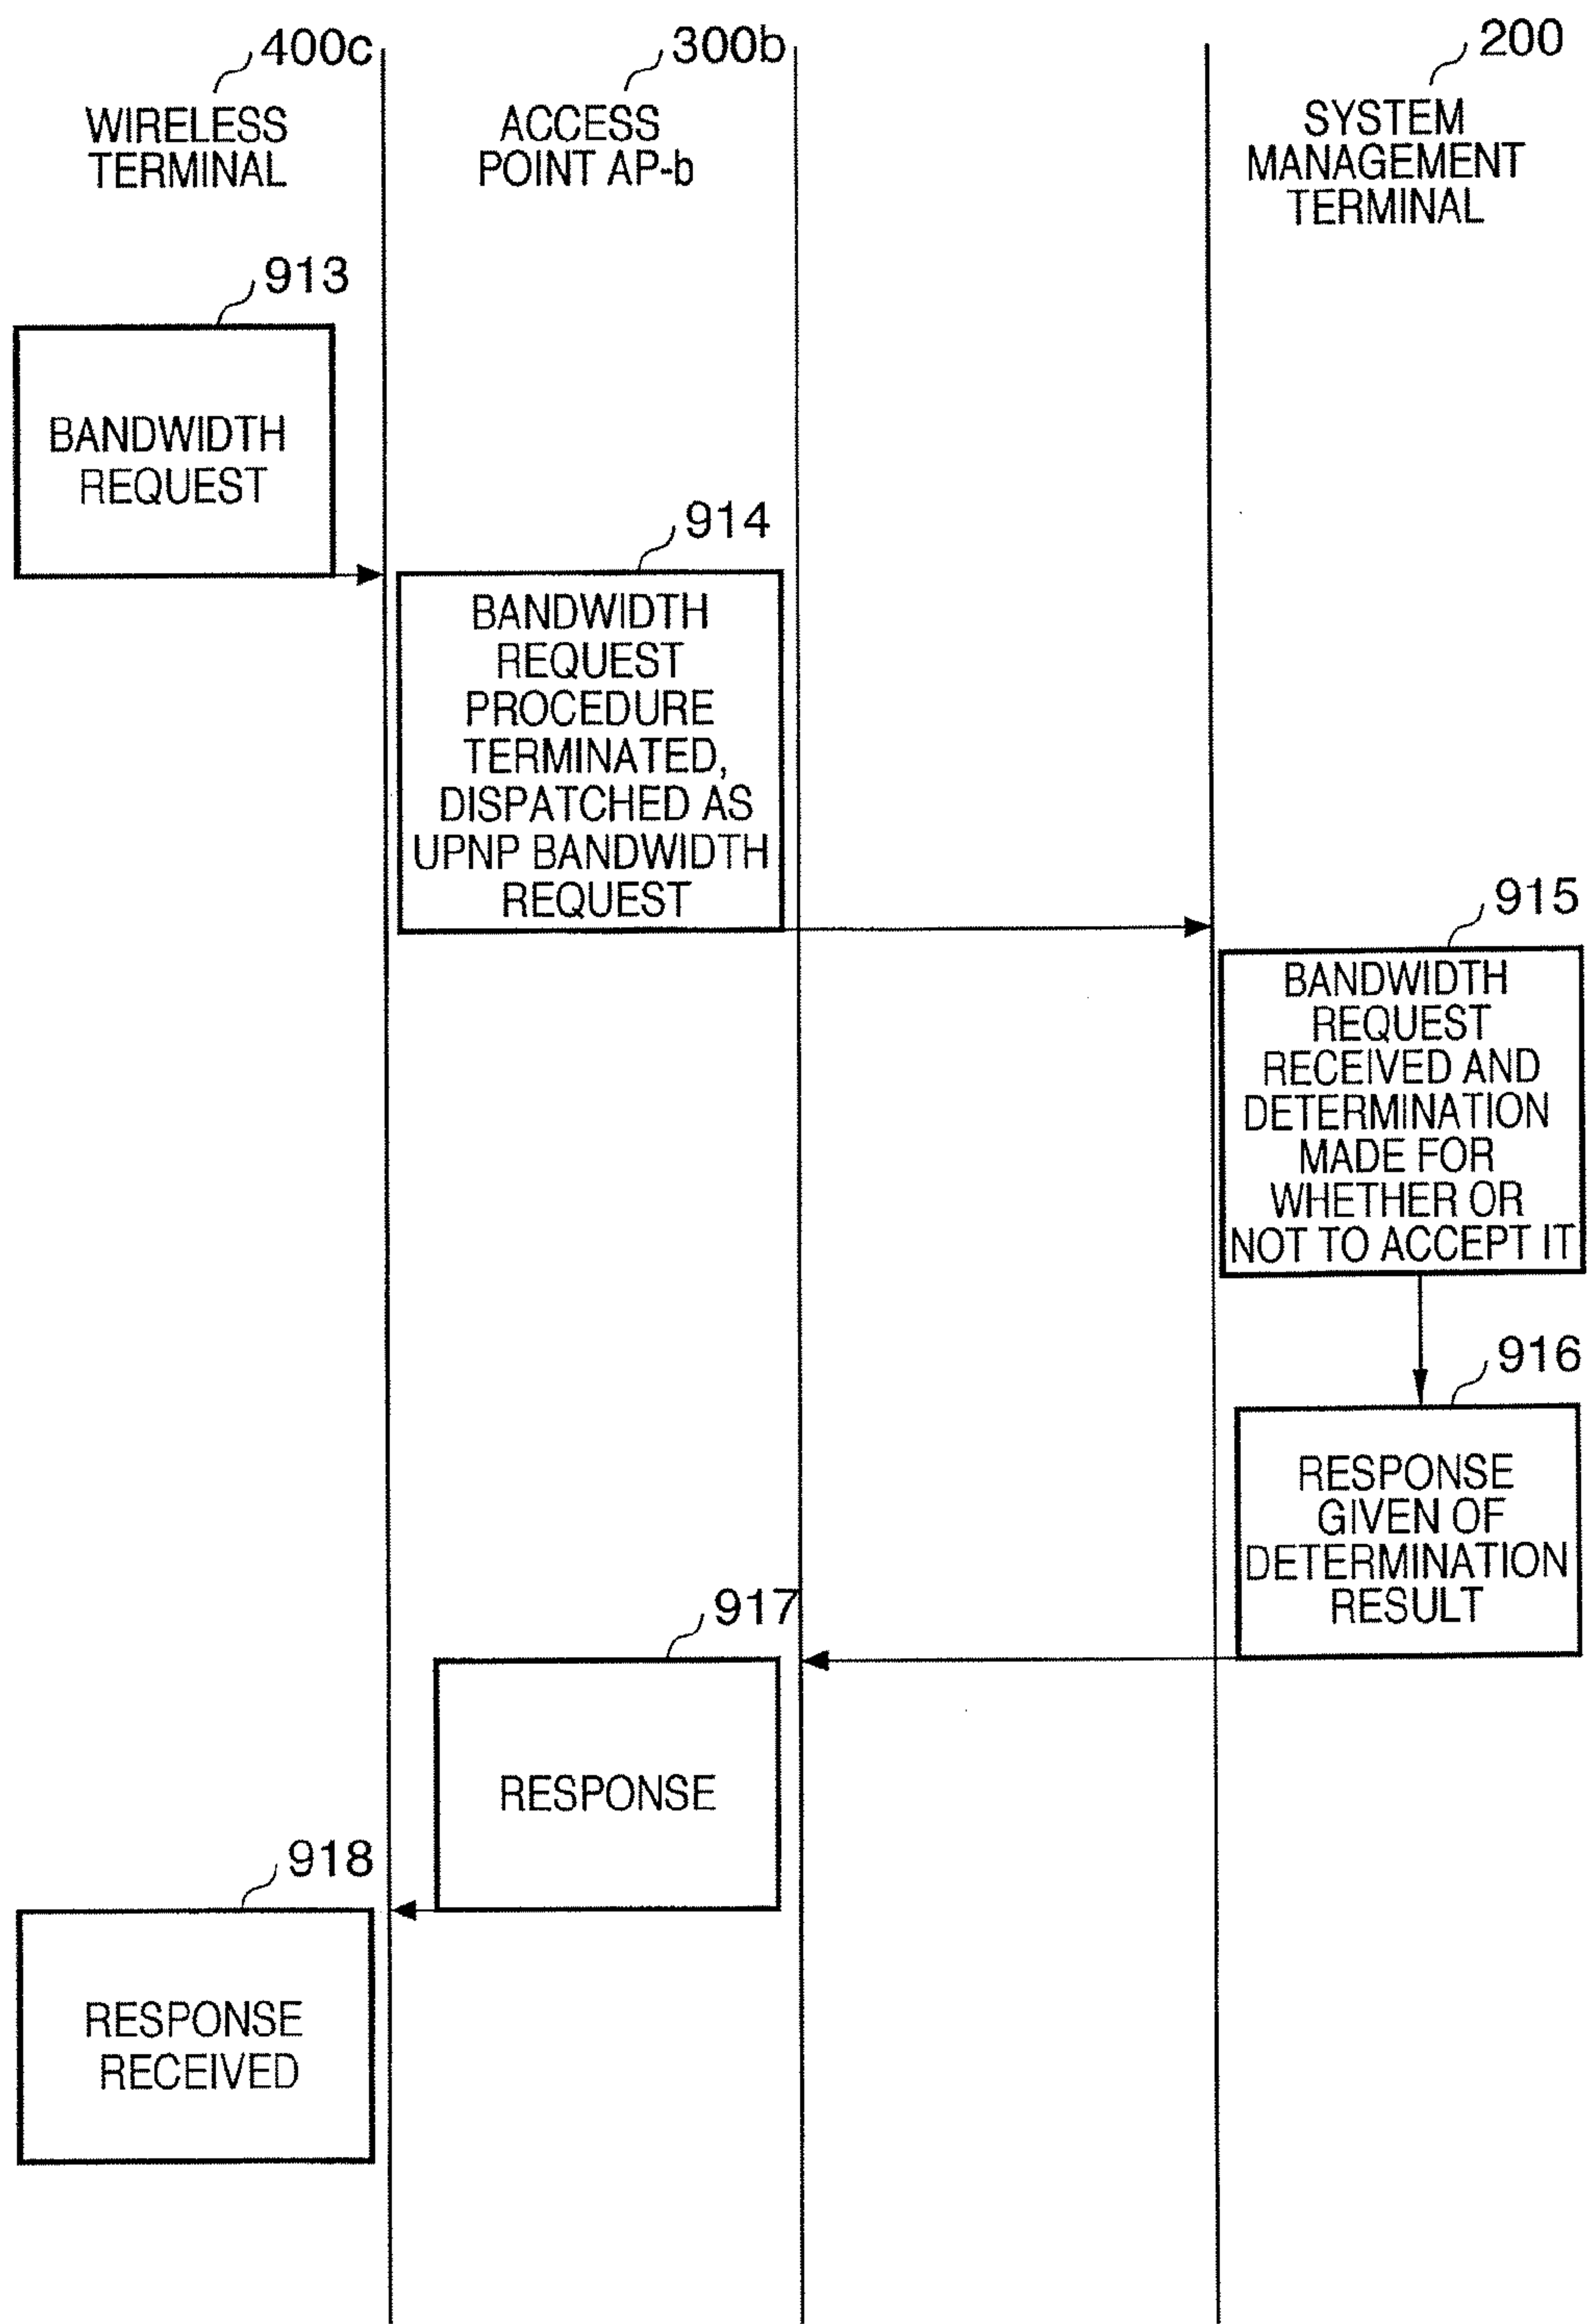 400c
WIRELESS
TERMINAL
300b
ACCESS
POINT AP-b
200
SYSTEM
MANAGEMENT
TERMINAL
913
BANDWIDTH
REQUEST
914
BANDWIDTH
REQUEST
PROCEDURE
TERMINATED,
DISPATCHED AS
UPNP BANDWIDTH
REQUEST
915
BANDWIDTH
REQUEST
RECEIVED AND
DETERMINATION
MADE FOR
WHETHER OR
NOT TO ACCEPT IT
916
RESPONSE
GIVEN OF
DETERMINATION
RESULT
917
RESPONSE
918
RESPONSE
RECEIVED